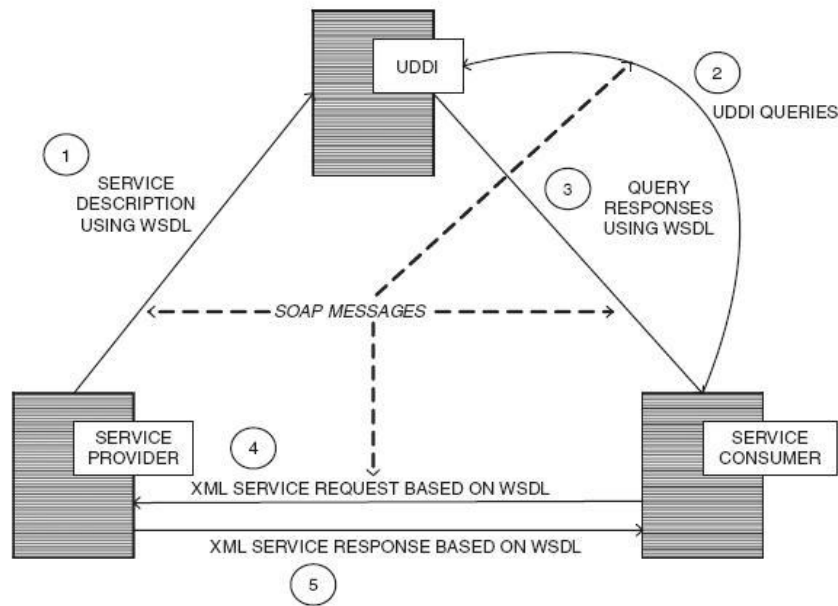 UDDI
2
UDDI QUERIES
1
SERVICE
DESCRIPTION
USING WSDL
3
QUERY
RESPONSES
USING WSDL
SOAP MESSAGES
SERVICE
PROVIDER
4
SERVICE
CONSUMER
XML SERVICE REQUEST BASED ON WSDL
XML SERVICE RESPONSE BASED ON WSDL
5